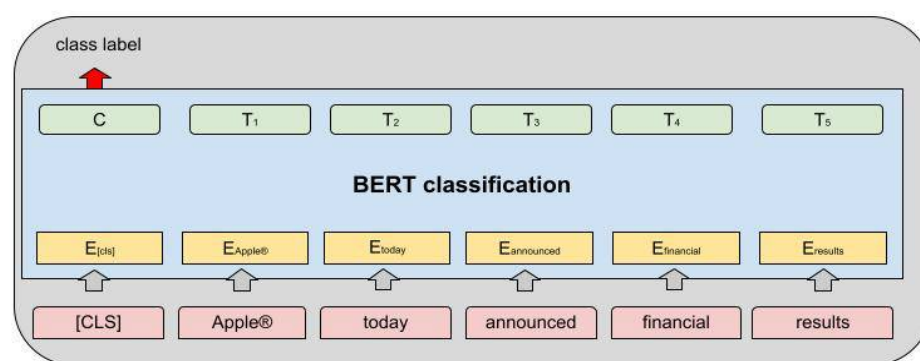 class label
C T₁ T₂ T₃ T₄ T₅
BERT classification
E[cls] EApple® Etoday Eannounced Efinancial Eresults
[CLS] Apple® today announced financial results